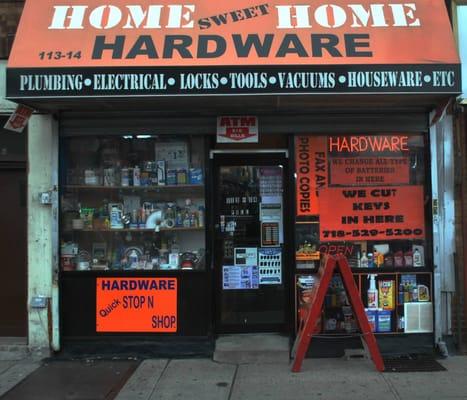 HOME SWEET HOME
113-14 HARDWARE
PLUMBING•ELECTRICAL•LOCKS•TOOLS•VACUUMS•HOUSEWARE•ETC
ATM
FAX AND
PHOTO COPIES
HARDWARE
WE CHANGE ALL TYPE OF
BATTERIES
IN HERE
WE CUT
KEYS
IN HERE
718-529-5200
OPEN
HARDWARE
Quick STOP N
SHOP